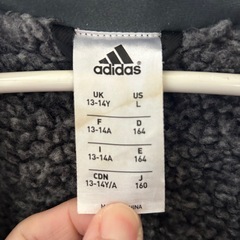 adidas
UK US
13-14Y L
F D
13-14A 164
I E
13-14A 164
CDN J
13-14Y/A 160